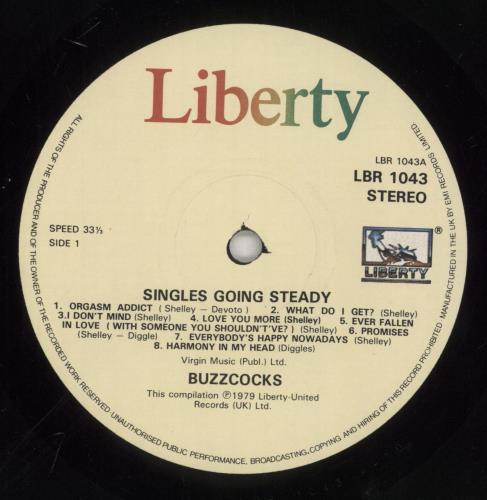 Liberty
LBR 1043A
LBR 1043
STEREO
SPEED 33⅓
SIDE 1
®
LIBERTY
SINGLES GOING STEADY
1. ORGASM ADDICT (Shelley – Devoto) 2. WHAT DO I GET? (Shelley)
3.I DON'T MIND (Shelley) 4. LOVE YOU MORE (Shelley) 5. EVER FALLEN
IN LOVE (WITH SOMEONE YOU SHOULDN'T'VE?) (Shelley) 6. PROMISES
(Shelley – Diggle) 7. EVERYBODY'S HAPPY NOWADAYS (Shelley)
8. HARMONY IN MY HEAD (Diggles)
Virgin Music (Publ.) Ltd.
BUZZCOCKS
This compilation ℗1979 Liberty-United
Records (UK) Ltd.
ALL RIGHTS OF THE PRODUCER AND OF THE OWNER OF THE RECORDED WORK RESERVED. UNAUTHORISED PUBLIC PERFORMANCE, BROADCASTING, COPYING AND HIRING OF THIS RECORD PROHIBITED. MANUFACTURED IN THE UK BY EMI RECORDS LIMITED.